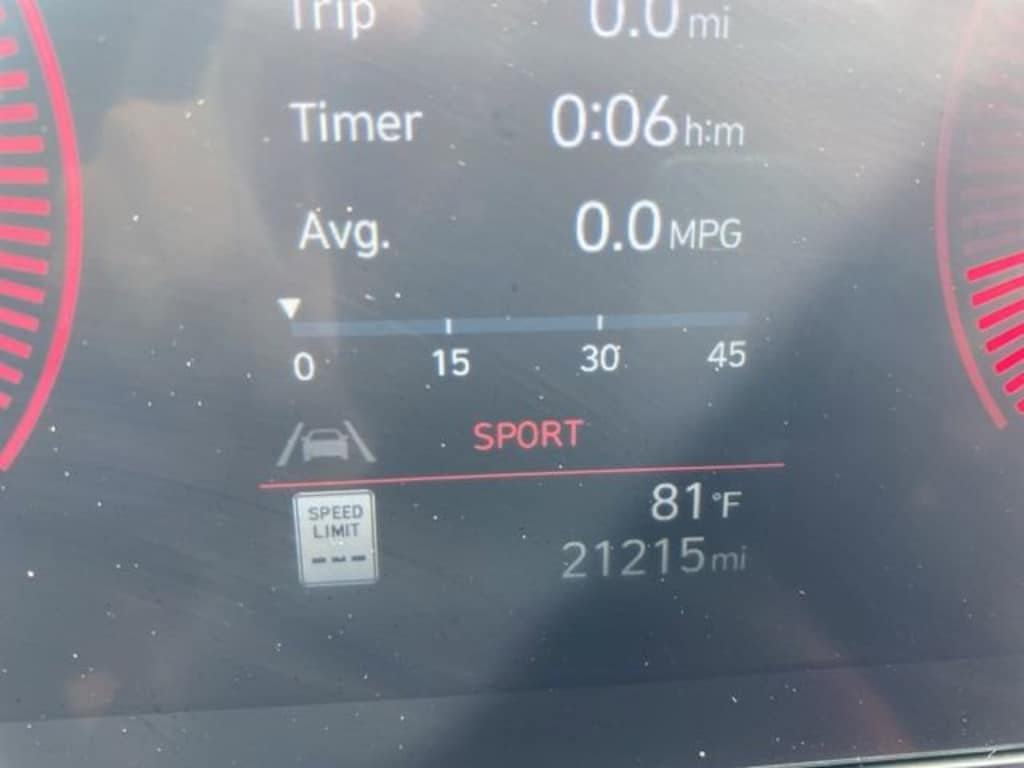 Trip 0.0 mi
Timer 0:06 h:m
Avg. 0.0 MPG
0 15 30 45
SPORT
SPEED
LIMIT
---
81°F
21215 mi